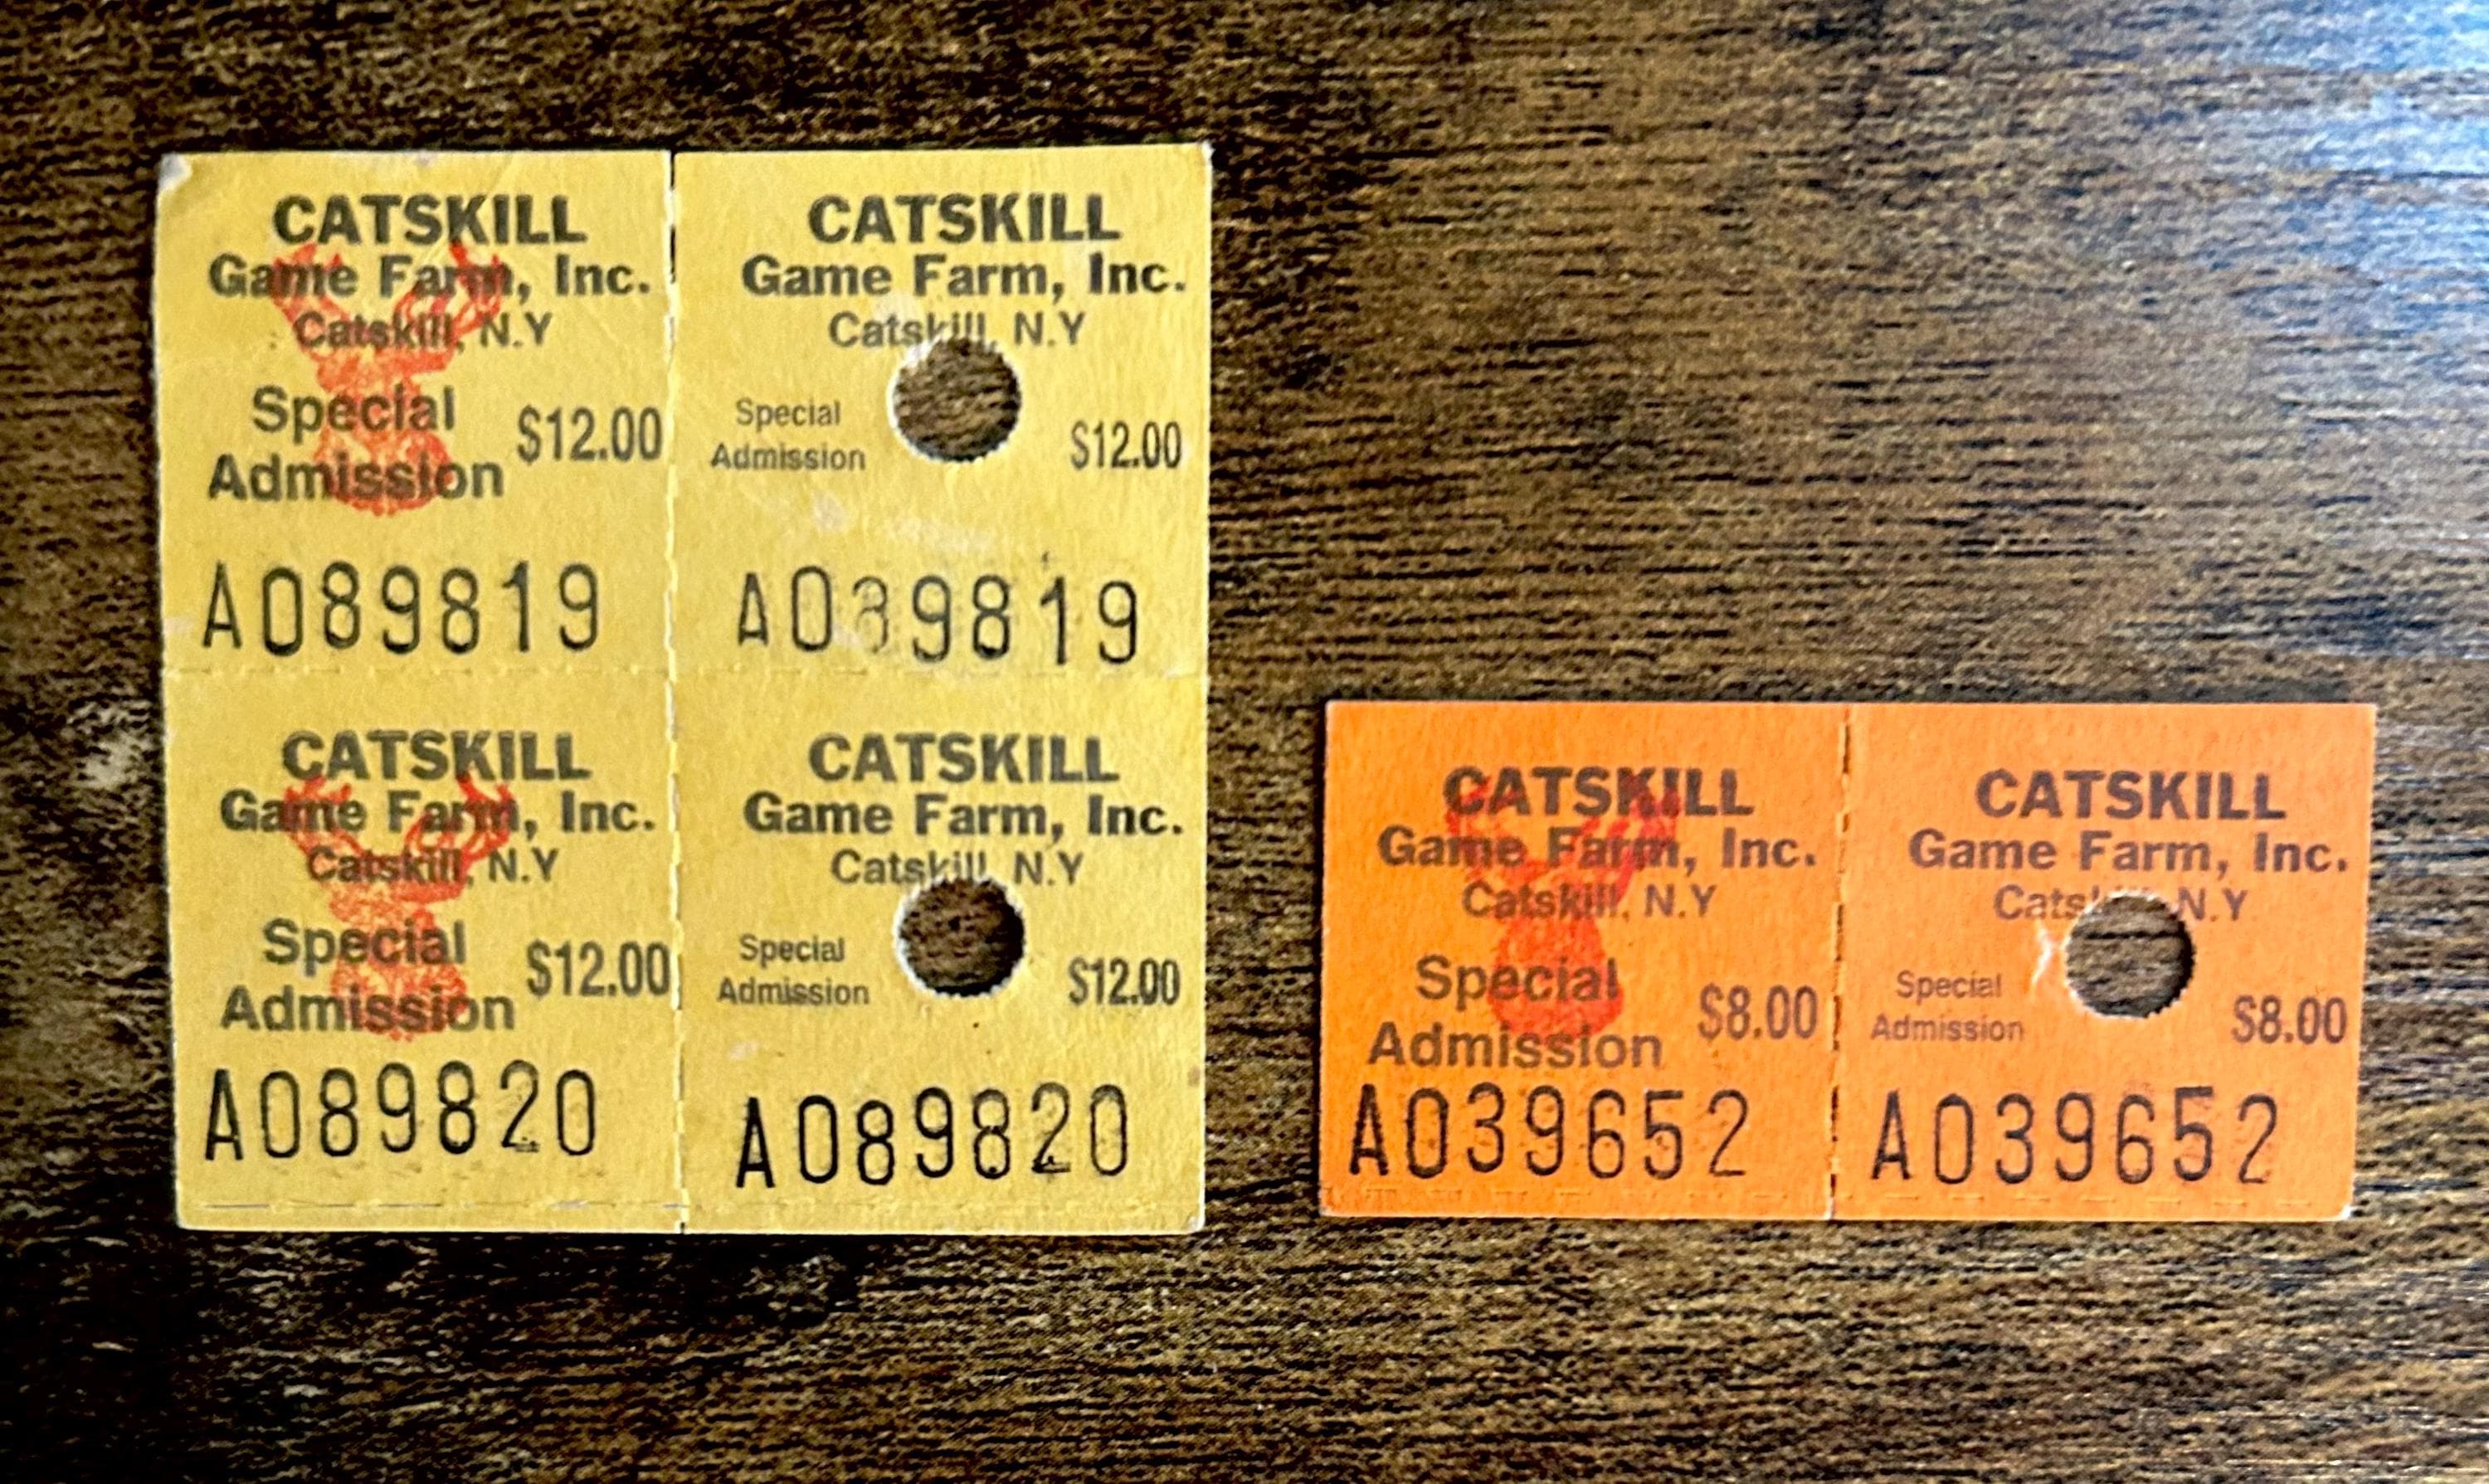 CATSKILL
Game Farm, Inc.
Catskill, N.Y
Special
Admission
$12.00
A089819
CATSKILL
Game Farm, Inc.
Catskill, N.Y
Special
Admission
$12.00
A089819
CATSKILL
Game Farm, Inc.
Catskill, N.Y
Special
Admission
$12.00
A089820
CATSKILL
Game Farm, Inc.
Catskill, N.Y
Special
Admission
$12.00
A089820
CATSKILL
Game Farm, Inc.
Catskill, N.Y
Special
Admission
$8.00
A039652
CATSKILL
Game Farm, Inc.
Cats N.Y
Special
Admission
$8.00
A039652